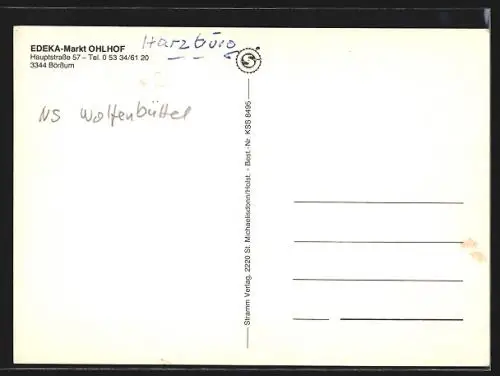 EDEKA-Markt OHLHOF
Hauptstraße 57 – Tel. 0 53 34/61 20
3344 Börßum
Harzburg
NS Wolfenbüttel
S
Stramm Verlag, 2220 St. Michaelisdonn/Holst. - Best.-Nr. KSS 8495